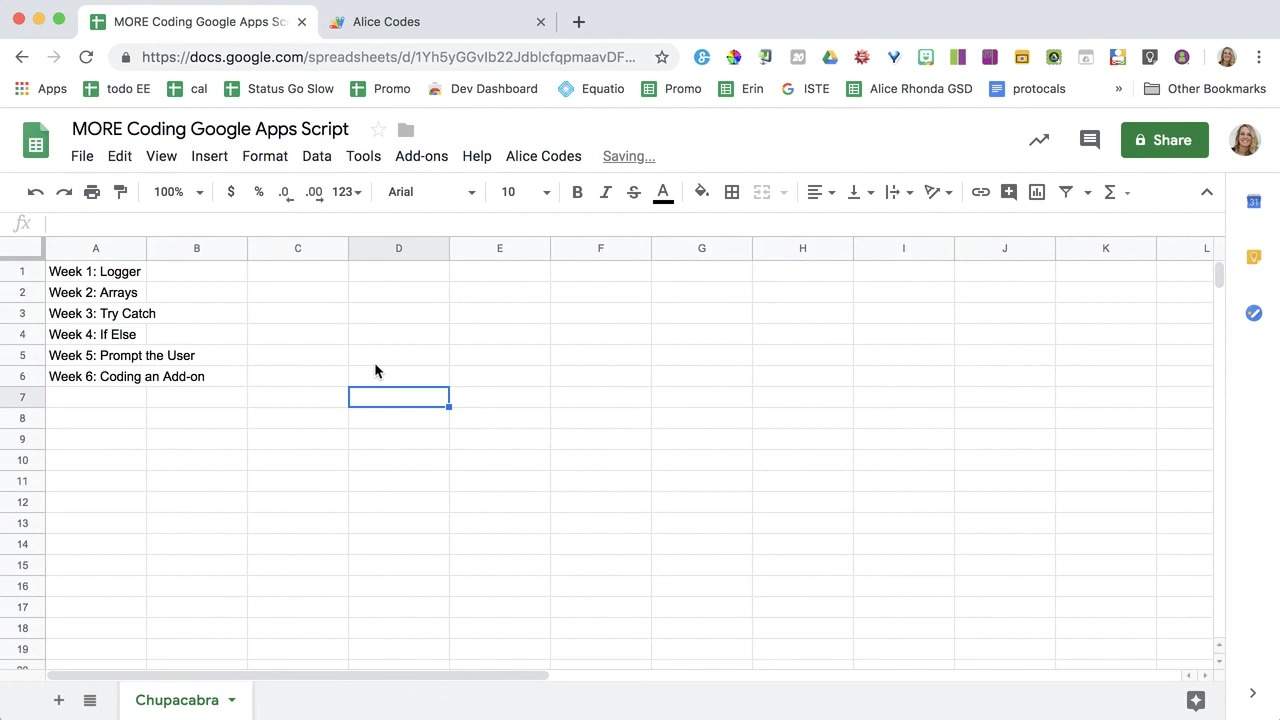 MORE Coding Google Apps Scr
Alice Codes
https://docs.google.com/spreadsheets/d/1Yh5yGGvIb22JdblcfqpmaavDF...
Apps
todo EE
cal
Status Go Slow
Promo
Dev Dashboard
Equatio
Promo
Erin
ISTE
Alice Rhonda GSD
protocals
»
Other Bookmarks
MORE Coding Google Apps Script
File Edit View Insert Format Data Tools Add-ons Help Alice Codes Saving...
Share
100% $ % .0 .00 123 Arial 10 B I S A Σ
31
fx
A B C D E F G H I J K L
1 Week 1: Logger
2 Week 2: Arrays
3 Week 3: Try Catch
4 Week 4: If Else
5 Week 5: Prompt the User
6 Week 6: Coding an Add-on
7
8
9
10
11
12
13
14
15
16
17
18
19
Chupacabra